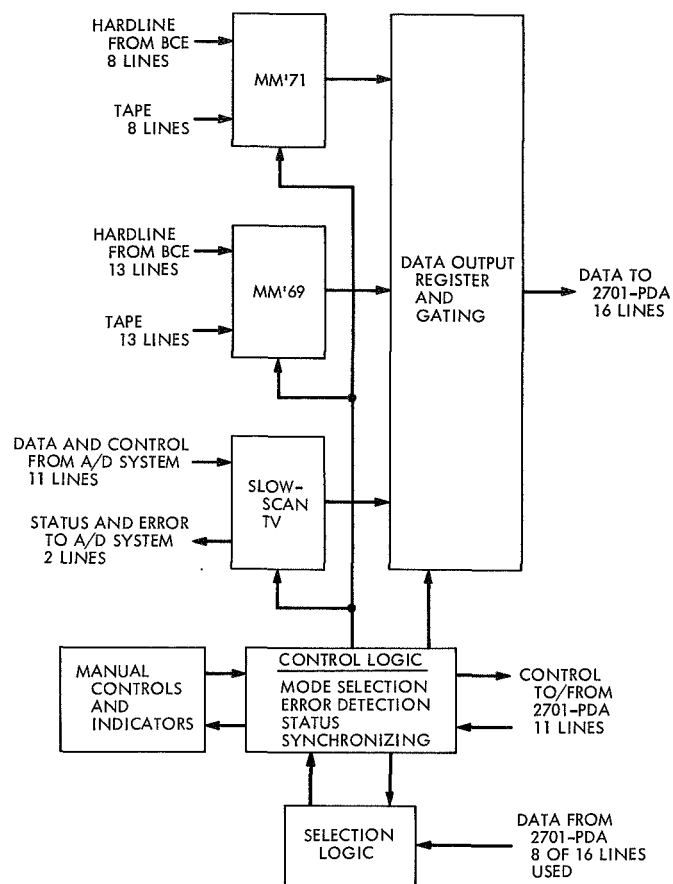 HARDLINE
FROM BCE
8 LINES
MM'71
TAPE
8 LINES
HARDLINE
FROM BCE
13 LINES
MM'69
TAPE
13 LINES
DATA OUTPUT
REGISTER
AND
GATING
DATA TO
2701-PDA
16 LINES
DATA AND CONTROL
FROM A/D SYSTEM
11 LINES
SLOW-
SCAN
TV
STATUS AND ERROR
TO A/D SYSTEM
2 LINES
MANUAL
CONTROLS
AND
INDICATORS
CONTROL LOGIC
MODE SELECTION
ERROR DETECTION
STATUS
SYNCHRONIZING
CONTROL
TO/FROM
2701-PDA
11 LINES
SELECTION
LOGIC
DATA FROM
2701-PDA
8 OF 16 LINES
USED